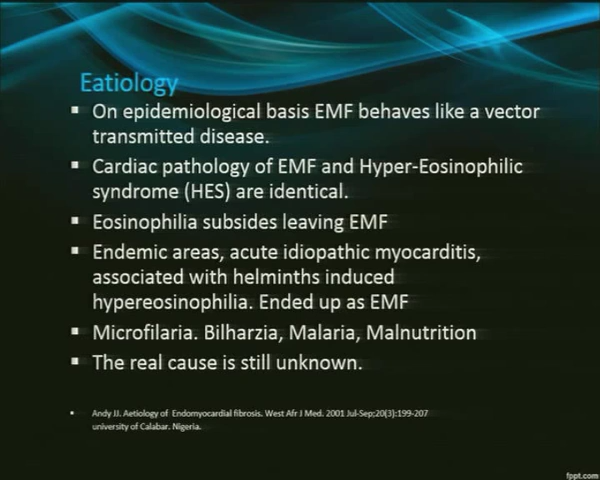 Eatiology
▪ On epidemiological basis EMF behaves like a vector
transmitted disease.
▪ Cardiac pathology of EMF and Hyper-Eosinophilic
syndrome (HES) are identical.
▪ Eosinophilia subsides leaving EMF
▪ Endemic areas, acute idiopathic myocarditis,
associated with helminths induced
hypereosinophilia. Ended up as EMF
▪ Microfilaria. Bilharzia, Malaria, Malnutrition
▪ The real cause is still unknown.
▪ Andy JJ. Aetiology of Endomyocardial fibrosis. West Afr J Med. 2001 Jul-Sep;20(3):199-207
university of Calabar. Nigeria.
fppt.com